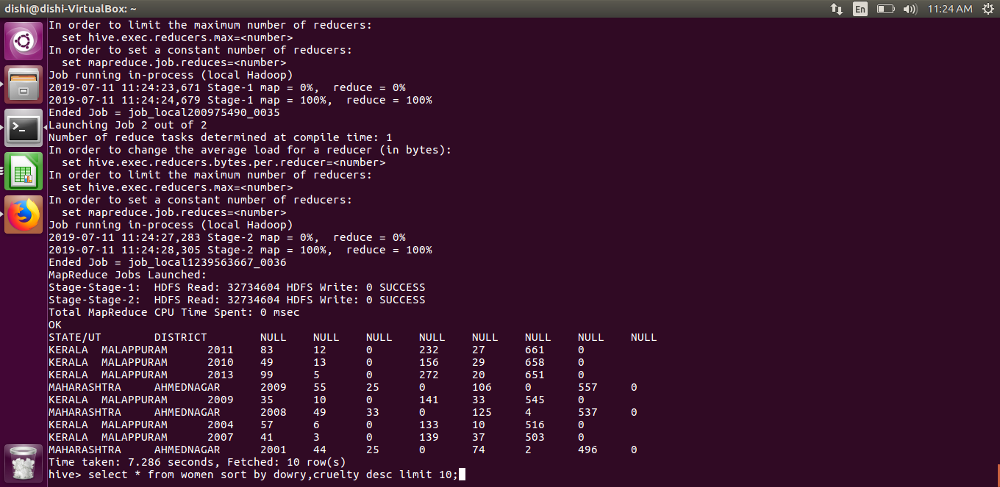 dishi@dishi-VirtualBox: ~
En
11:24 AM
In order to limit the maximum number of reducers:
  set hive.exec.reducers.max=<number>
In order to set a constant number of reducers:
  set mapreduce.job.reduces=<number>
Job running in-process (local Hadoop)
2019-07-11 11:24:23,671 Stage-1 map = 0%,  reduce = 0%
2019-07-11 11:24:24,679 Stage-1 map = 100%,  reduce = 100%
Ended Job = job_local200975490_0035
Launching Job 2 out of 2
Number of reduce tasks determined at compile time: 1
In order to change the average load for a reducer (in bytes):
  set hive.exec.reducers.bytes.per.reducer=<number>
In order to limit the maximum number of reducers:
  set hive.exec.reducers.max=<number>
In order to set a constant number of reducers:
  set mapreduce.job.reduces=<number>
Job running in-process (local Hadoop)
2019-07-11 11:24:27,283 Stage-2 map = 0%,  reduce = 0%
2019-07-11 11:24:28,305 Stage-2 map = 100%,  reduce = 100%
Ended Job = job_local1239563667_0036
MapReduce Jobs Launched:
Stage-Stage-1:  HDFS Read: 32734604 HDFS Write: 0 SUCCESS
Stage-Stage-2:  HDFS Read: 32734604 HDFS Write: 0 SUCCESS
Total MapReduce CPU Time Spent: 0 msec
OK
STATE/UT	DISTRICT	NULL	NULL	NULL	NULL	NULL	NULL	NULL	NULL
KERALA	MALAPPURAM	2011	83	12	0	232	27	661	0
KERALA	MALAPPURAM	2010	49	13	0	156	29	658	0
KERALA	MALAPPURAM	2013	99	5	0	272	20	651	0
MAHARASHTRA	AHMEDNAGAR	2009	55	25	0	106	0	557	0
KERALA	MALAPPURAM	2009	35	10	0	141	33	545	0
MAHARASHTRA	AHMEDNAGAR	2008	49	33	0	125	4	537	0
KERALA	MALAPPURAM	2004	57	6	0	133	10	516	0
KERALA	MALAPPURAM	2007	41	3	0	139	37	503	0
MAHARASHTRA	AHMEDNAGAR	2001	44	25	0	74	2	496	0
Time taken: 7.286 seconds, Fetched: 10 row(s)
hive> select * from women sort by dowry,cruelty desc limit 10;